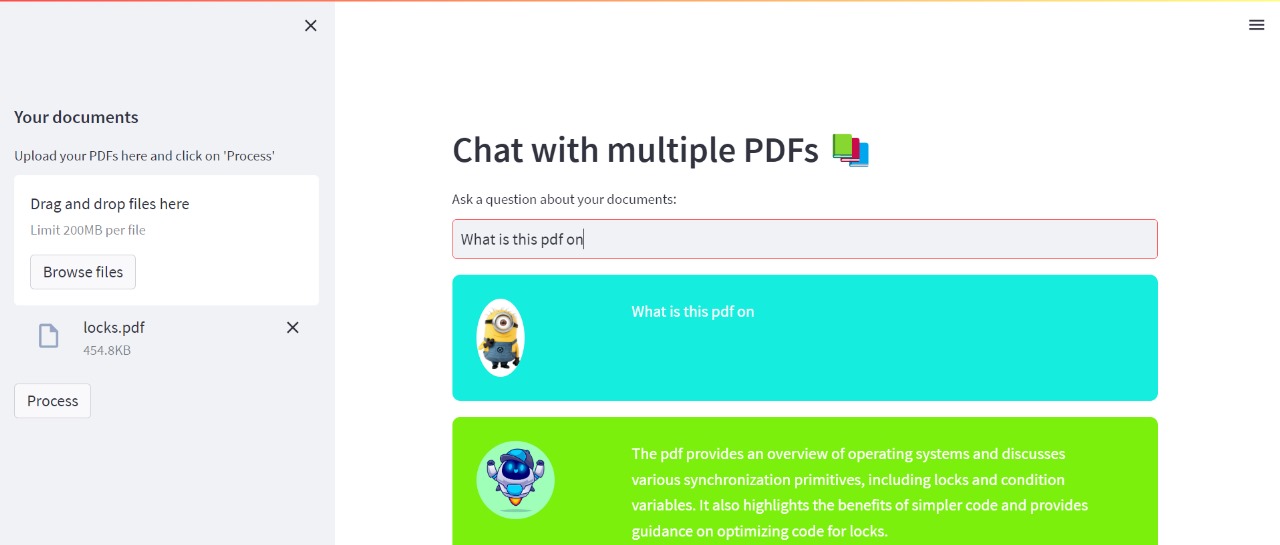 Your documents
Upload your PDFs here and click on 'Process'
Drag and drop files here
Limit 200MB per file
Browse files
locks.pdf
454.8KB
Process
Chat with multiple PDFs
Ask a question about your documents:
What is this pdf on
What is this pdf on
The pdf provides an overview of operating systems and discusses
various synchronization primitives, including locks and condition
variables. It also highlights the benefits of simpler code and provides
guidance on optimizing code for locks.